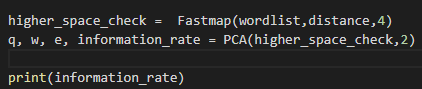 higher_space_check =  Fastmap(wordlist,distance,4)
q, w, e, information_rate = PCA(higher_space_check,2)
print(information_rate)